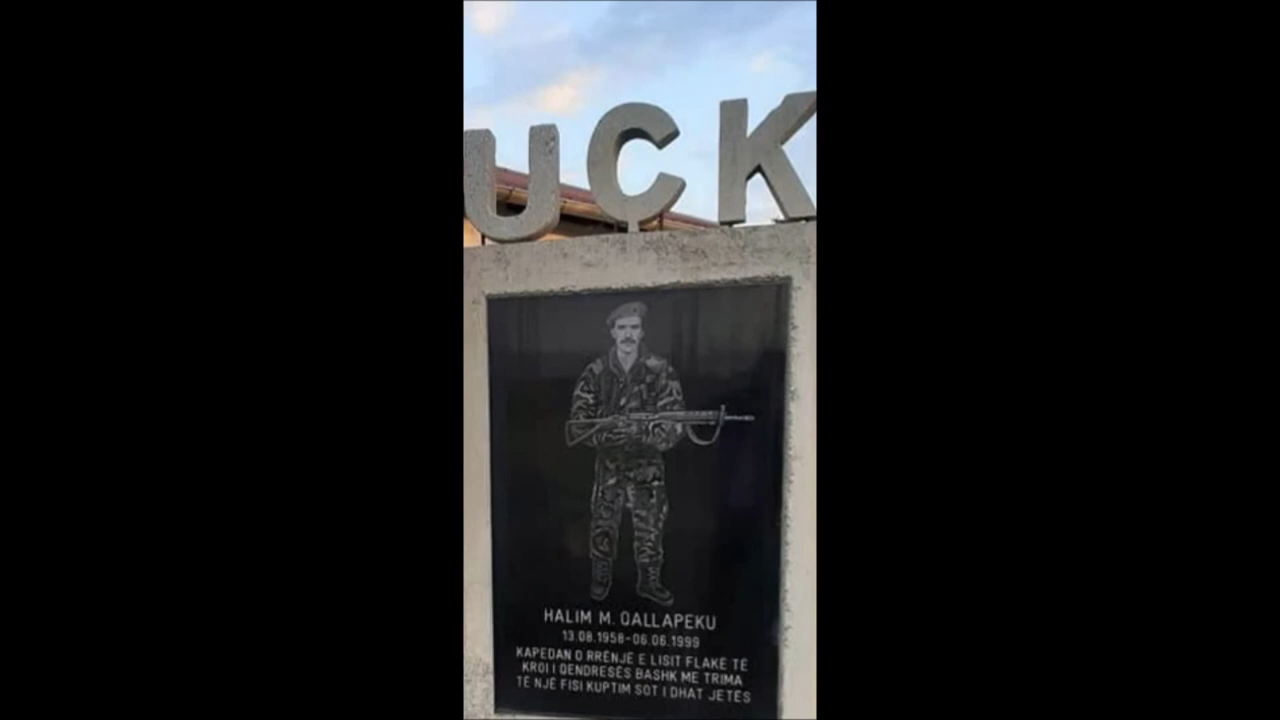 UÇK
HALIM M. QALLAPEKU
13.08.1958-06.06.1999
KAPEDAN O RRËNJË E LISIT FLAKË TË
KROI I QENDRESËS BASHK ME TRIMA
TË NJË FISI KUPTIM SOT I DHAT JETËS